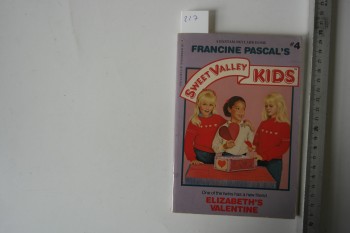 217
FRANCINE PASCAL'S #4
SWEET VALLEY
KIDS
ELIZABETH'S
VALENTINE